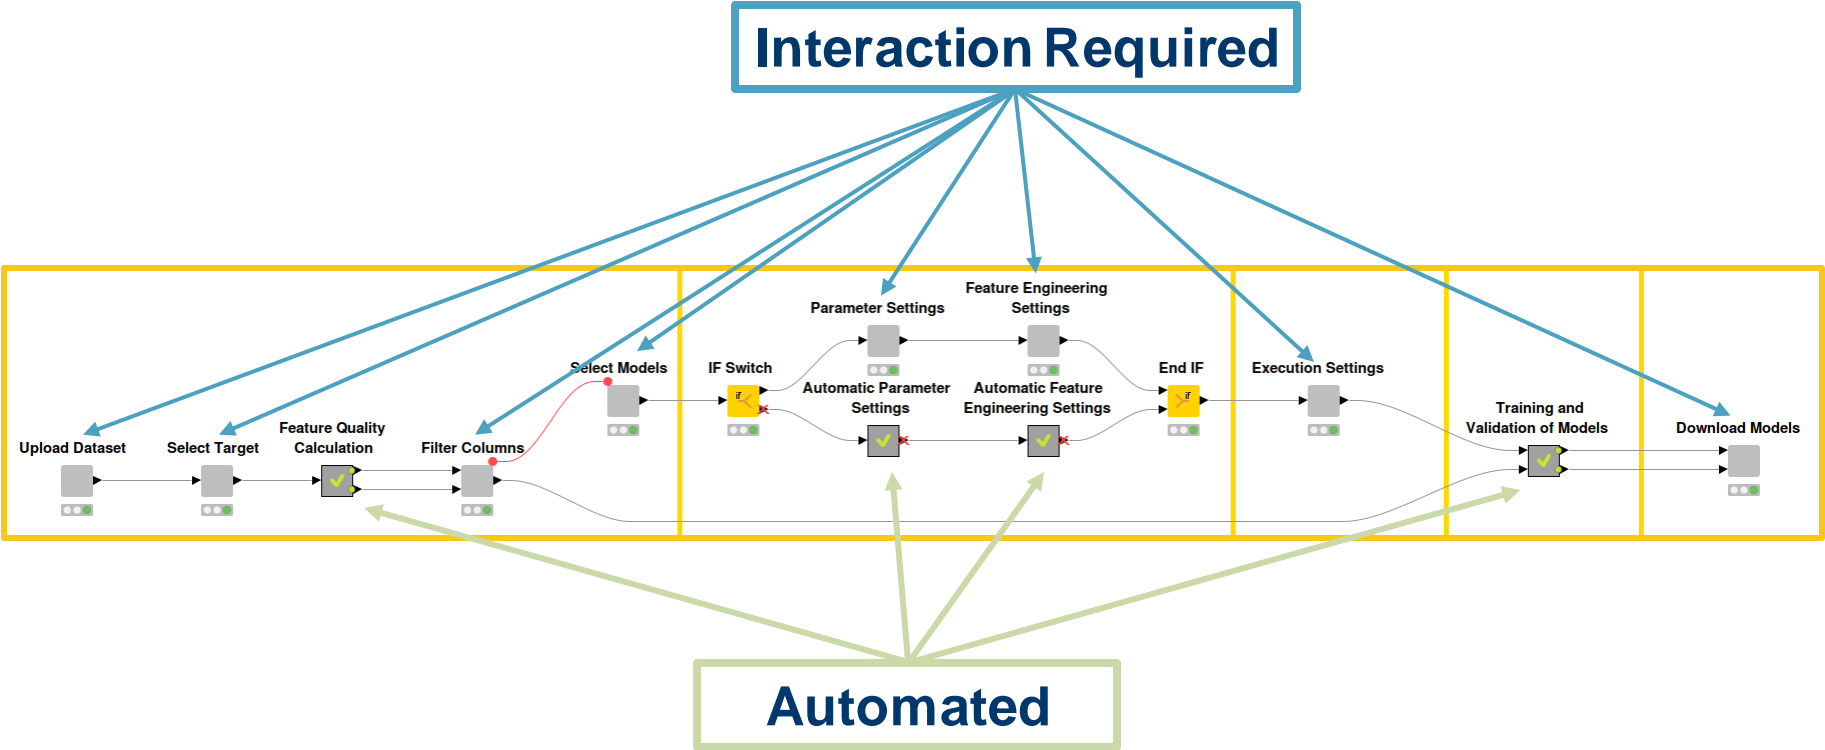 Interaction Required
Feature Engineering
Settings
Parameter Settings
Select Models
IF Switch
End IF
Execution Settings
IF
IF
Automatic Parameter
Settings
Automatic Feature
Engineering Settings
Training and
Validation of Models
Download Models
Feature Quality
Calculation
Upload Dataset
Select Target
Filter Columns
Automated